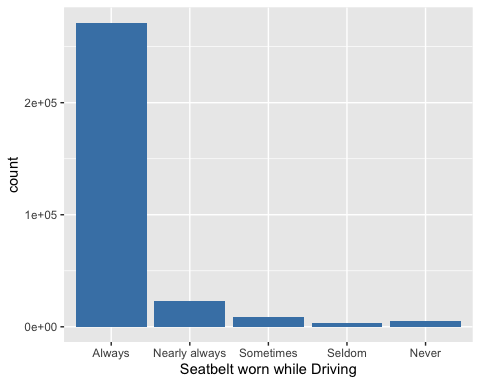 count
2e+05
1e+05
0e+00
Always Nearly always Sometimes Seldom Never
Seatbelt worn while Driving